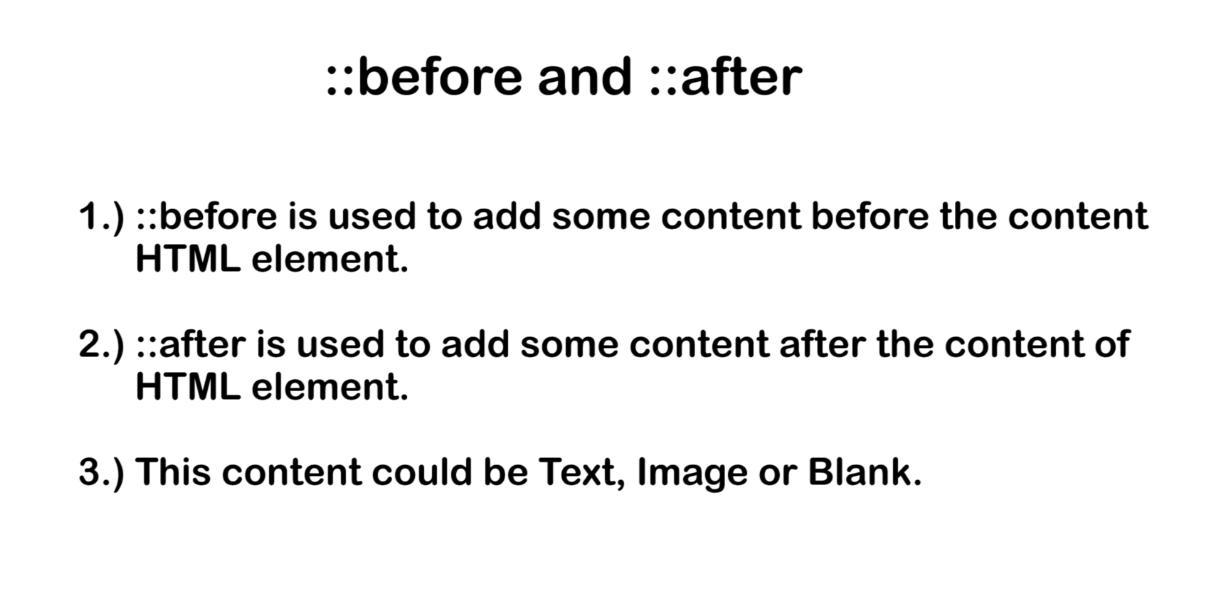 ::before and ::after
1.) ::before is used to add some content before the content
HTML element.
2.) ::after is used to add some content after the content of
HTML element.
3.) This content could be Text, Image or Blank.